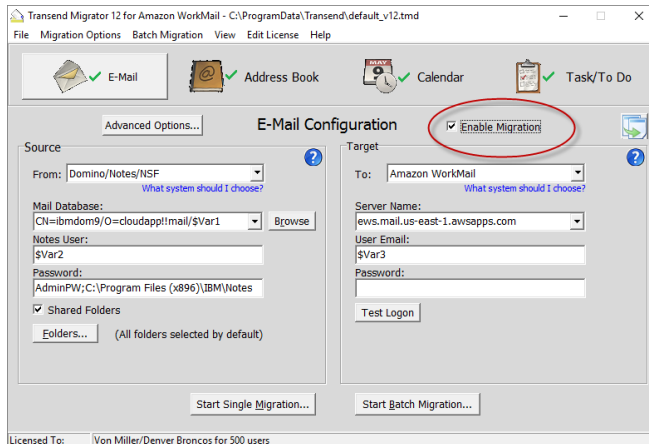 Transend Migrator 12 for Amazon WorkMail - C:\ProgramData\Transend\default_v12.tmd
File Migration Options Batch Migration View Edit License Help
E-Mail Address Book Calendar Task/To Do
Advanced Options... E-Mail Configuration Enable Migration
Source
From: Domino/Notes/NSF
What system should I choose?
Mail Database:
CN=ibmdom9/O=cloudapp!!mail/$Var1 Browse
Notes User:
$Var2
Password:
AdminPW;C:\Program Files (x896)\IBM\Notes
Shared Folders
Folders... (All folders selected by default)
Target
To: Amazon WorkMail
What system should I choose?
Server Name:
ews.mail.us-east-1.awsapps.com
User Email:
$Var3
Password:
Test Logon
Start Single Migration... Start Batch Migration...
Licensed To: Von Miller/Denver Broncos for 500 users